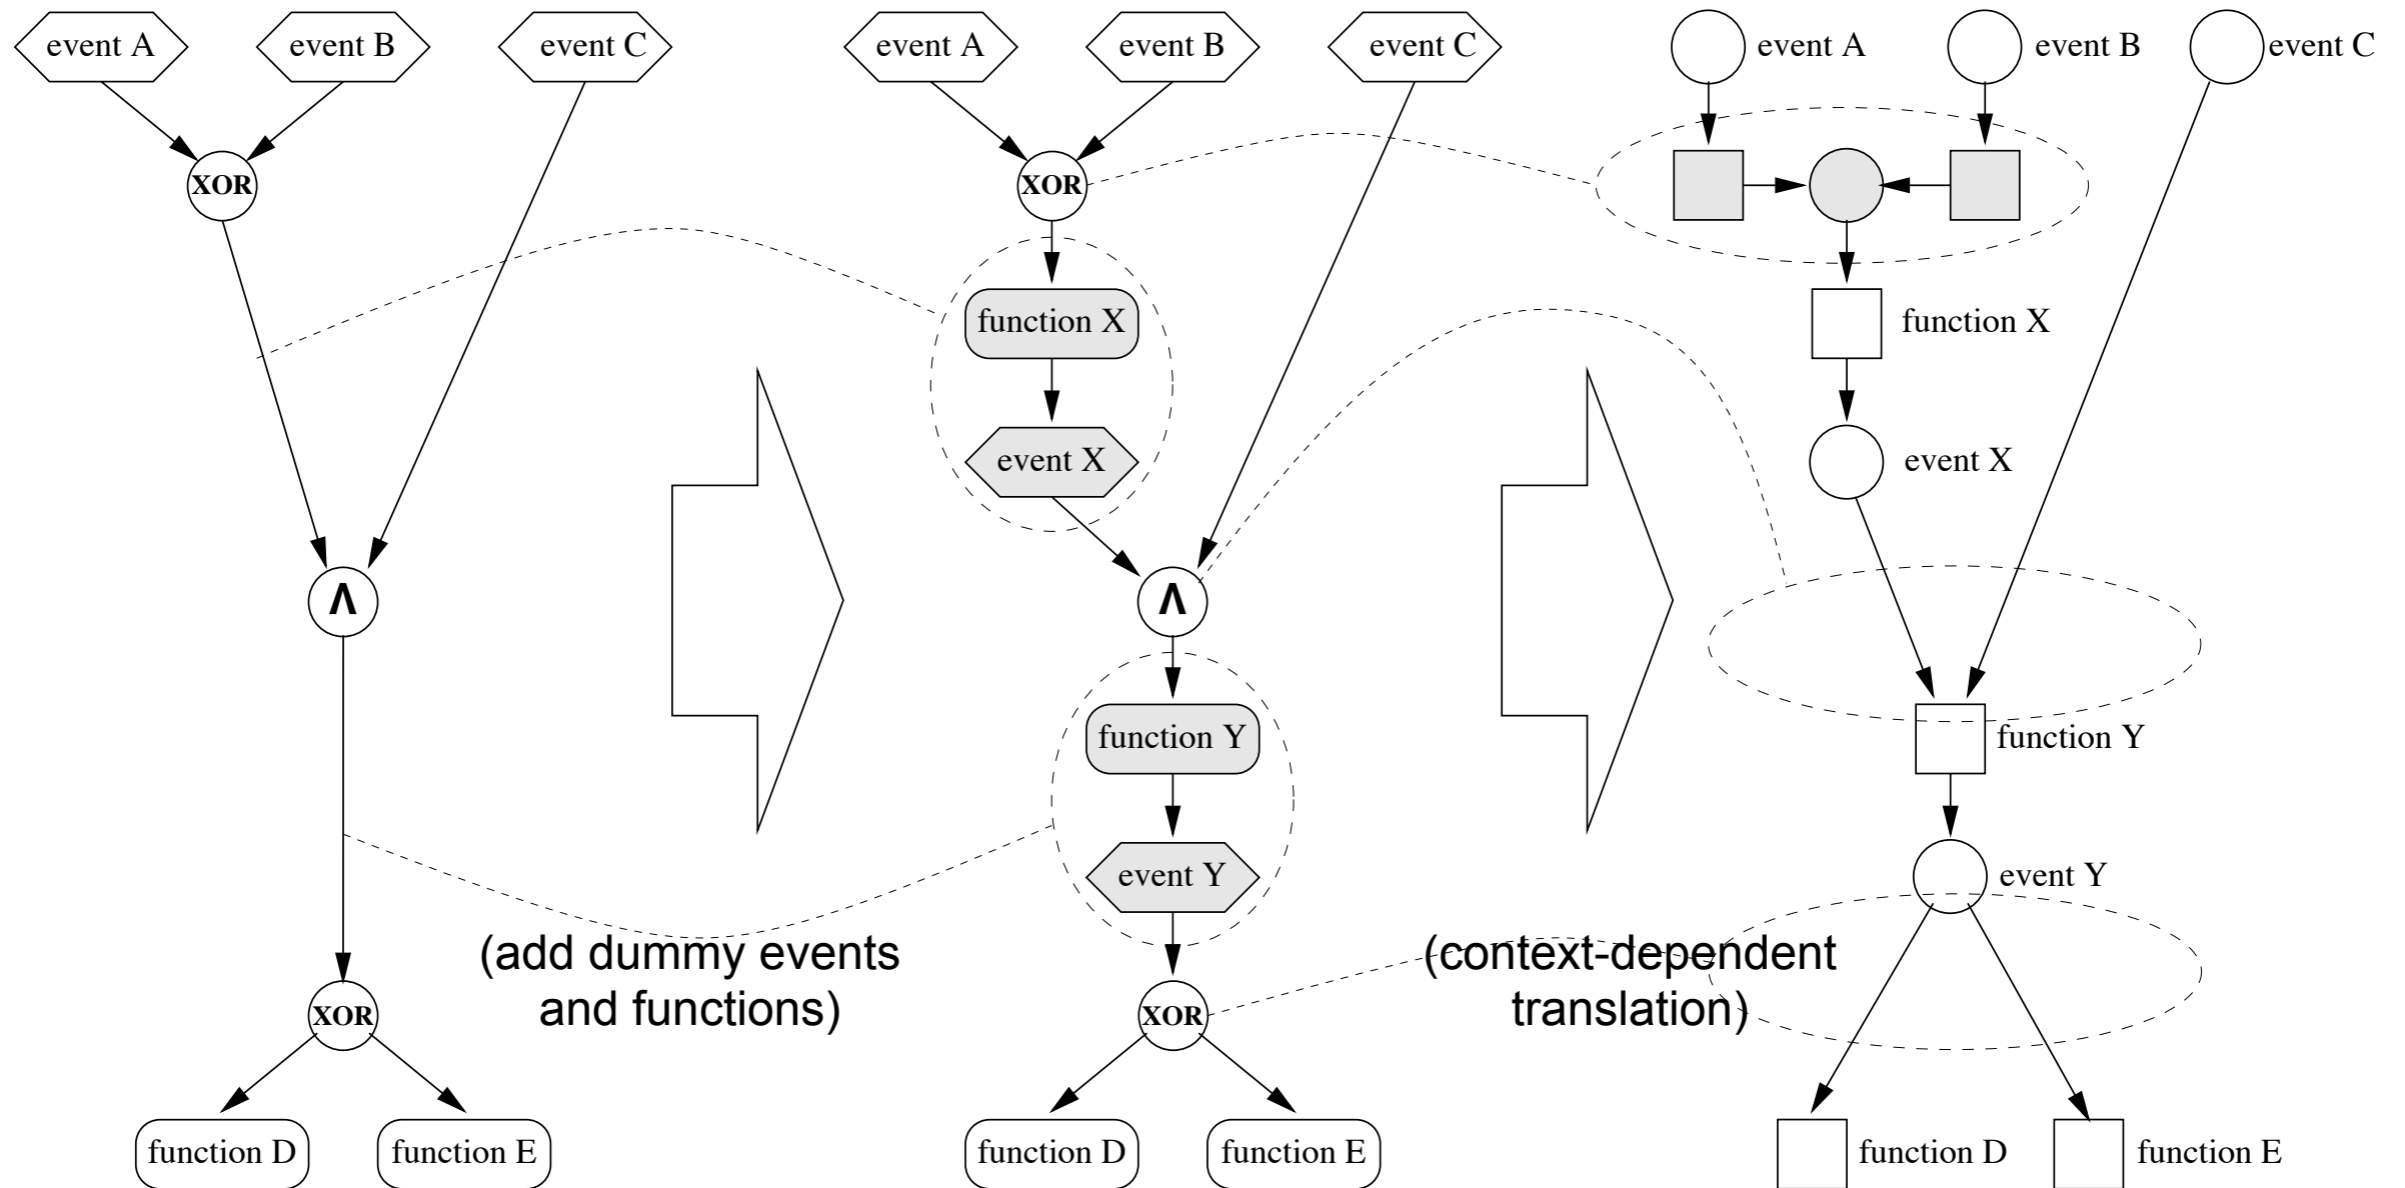 event A
event B
event C
XOR
Λ
XOR
function D
function E
(add dummy events
and functions)
event A
event B
event C
XOR
function X
event X
Λ
function Y
event Y
XOR
function D
function E
(context-dependent
translation)
event A
event B
event C
function X
event X
function Y
event Y
function D
function E